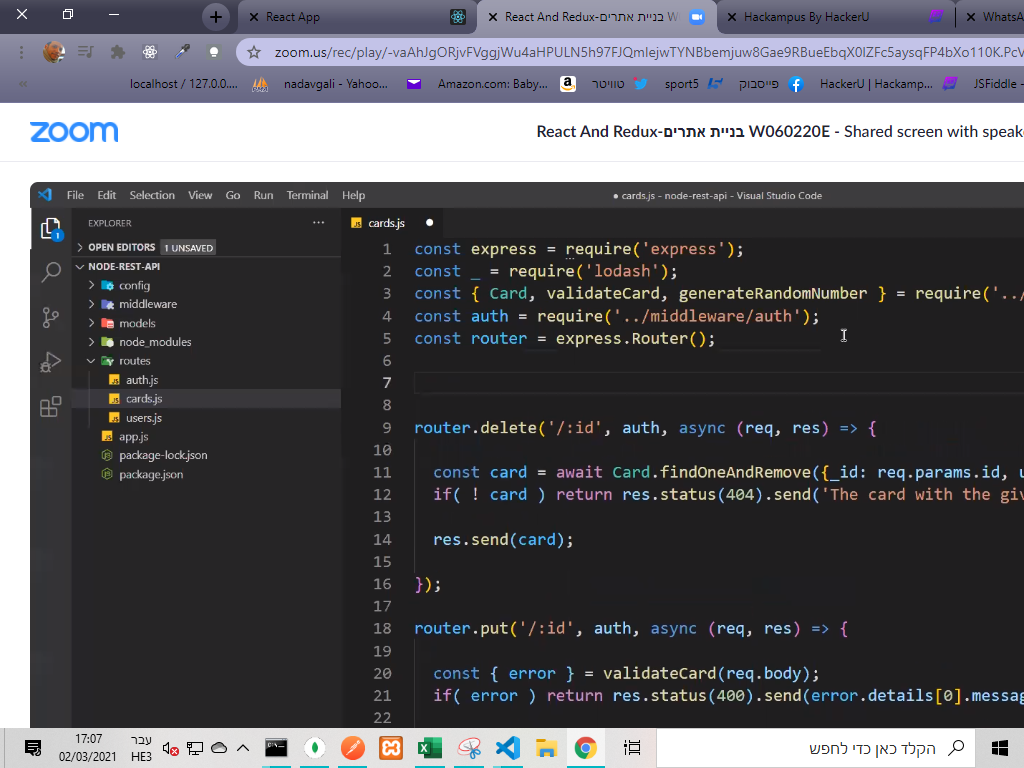 React App
React And Redux-בניית אתרים W
Hackampus By HackerU
WhatsA
zoom.us/rec/play/-vaAhJgORjvFVggjWu4aHPULN5h97FJQmIejwTYNBbemjuw8Gae9RBueEbqX0lZFc5aysqFP4bXo110K.PcV
localhost / 127.0.0....
nadavgali - Yahoo...
Amazon.com: Baby...
טוויטר
sport5
פייסבוק
HackerU | Hackamp...
JSFiddle -
zoom
React And Redux-בניית אתרים W060220E - Shared screen with speake
File Edit Selection View Go Run Terminal Help
● cards.js - node-rest-api - Visual Studio Code
EXPLORER ...
OPEN EDITORS 1 UNSAVED
NODE-REST-API
config
middleware
models
node_modules
routes
auth.js
cards.js
users.js
app.js
package-lock.json
package.json
cards.js ●
1 const express = require('express');
2 const _ = require('lodash');
3 const { Card, validateCard, generateRandomNumber } = require('../
4 const auth = require('../middleware/auth');
5 const router = express.Router();
6
7
8
9 router.delete('/:id', auth, async (req, res) => {
10
11 const card = await Card.findOneAndRemove({_id: req.params.id, u
12 if( ! card ) return res.status(404).send('The card with the giv
13
14 res.send(card);
15
16 });
17
18 router.put('/:id', auth, async (req, res) => {
19
20 const { error } = validateCard(req.body);
21 if( error ) return res.status(400).send(error.details[0].messag
22
17:07
02/03/2021
עבר
HE3
הקלד כאן כדי לחפש